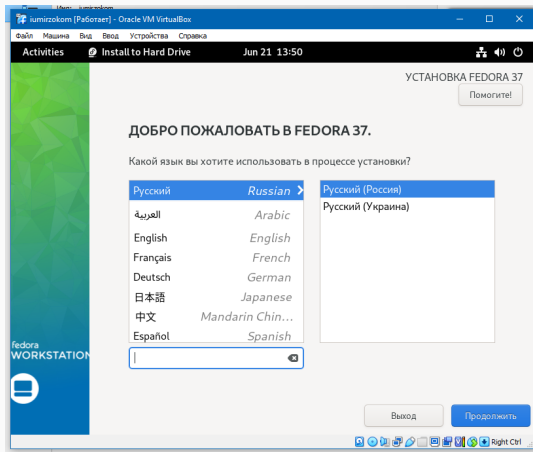 Имя: iumirzokom
iumirzokom [Работает] - Oracle VM VirtualBox
Файл Машина Вид Ввод Устройства Справка
Activities Install to Hard Drive Jun 21 13:50
УСТАНОВКА FEDORA 37
Помогите!
ДОБРО ПОЖАЛОВАТЬ В FEDORA 37.
Какой язык вы хотите использовать в процессе установки?
Русский Russian Русский (Россия)
Русский (Украина)
العربية Arabic
English English
Français French
Deutsch German
日本語 Japanese
中文 Mandarin Chin...
Español Spanish
fedora
WORKSTATION
Выход Продолжить
Right Ctrl